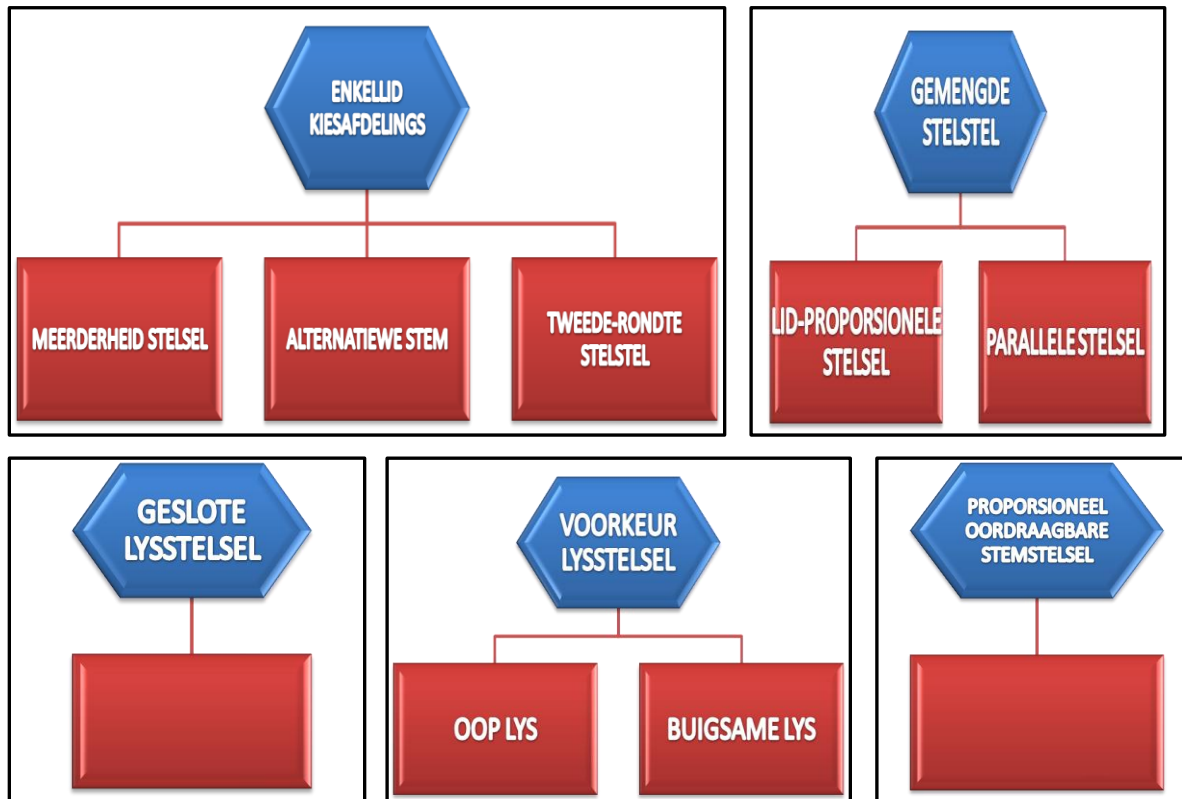 ENKELLID
KIESAFDELINGS
MEERDERHEID STELSEL
ALTERNATIEWE STEM
TWEEDE-RONDTE
STELSTEL
GEMENGDE
STELSTEL
LID-PROPORSIONELE
STELSEL
PARALLELE STELSEL
GESLOTE
LYSSTELSEL
VOORKEUR
LYSSTELSEL
OOP LYS
BUIGSAME LYS
PROPORSIONEEL
OORDRAAGBARE
STEMSTELSEL